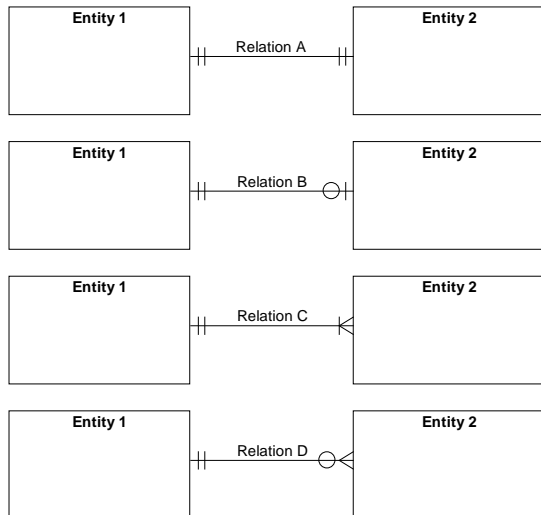 Entity 1
Relation A
Entity 2
Entity 1
Relation B
Entity 2
Entity 1
Relation C
Entity 2
Entity 1
Relation D
Entity 2